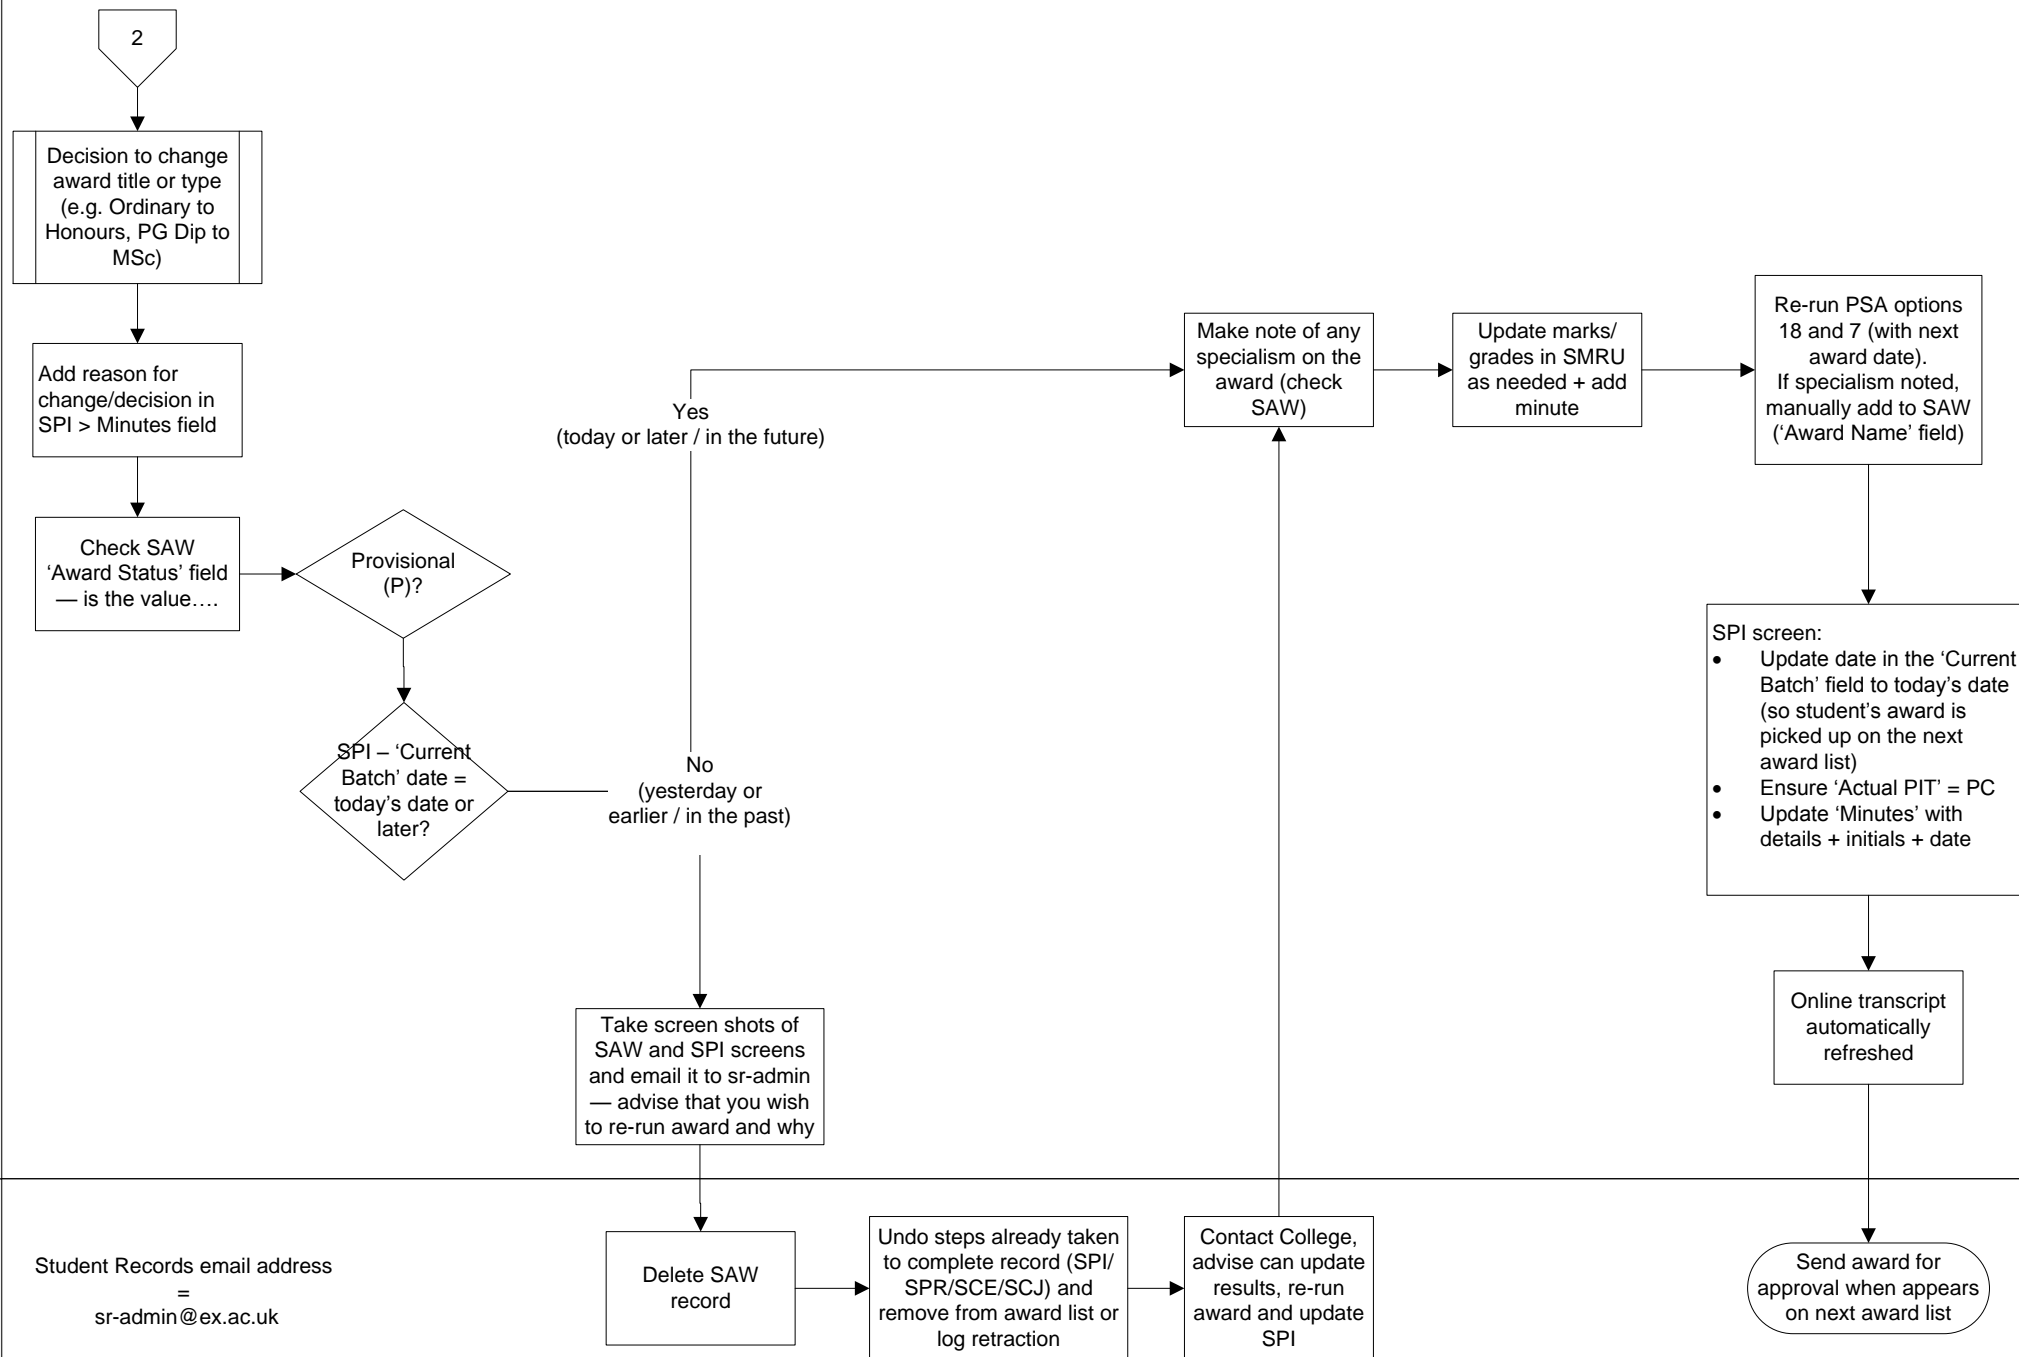 2
Decision to change
award title or type
(e.g. Ordinary to
Honours, PG Dip to
MSc)
Add reason for
change/decision in
SPI > Minutes field
Check SAW
‘Award Status’ field
— is the value….
Provisional
(P)?
SPI – ‘Current
Batch’ date =
today’s date or
later?
Yes
(today or later / in the future)
No
(yesterday or
earlier / in the past)
Take screen shots of
SAW and SPI screens
and email it to sr-admin
— advise that you wish
to re-run award and why
Make note of any
specialism on the
award (check
SAW)
Update marks/
grades in SMRU
as needed + add
minute
Re-run PSA options
18 and 7 (with next
award date).
If specialism noted,
manually add to SAW
(‘Award Name’ field)
SPI screen:
• Update date in the ‘Current
Batch’ field to today’s date
(so student’s award is
picked up on the next
award list)
• Ensure ‘Actual PIT’ = PC
• Update ‘Minutes’ with
details + initials + date
Online transcript
automatically
refreshed
Student Records email address
=
sr-admin@ex.ac.uk
Delete SAW
record
Undo steps already taken
to complete record (SPI/
SPR/SCE/SCJ) and
remove from award list or
log retraction
Contact College,
advise can update
results, re-run
award and update
SPI
Send award for
approval when appears
on next award list